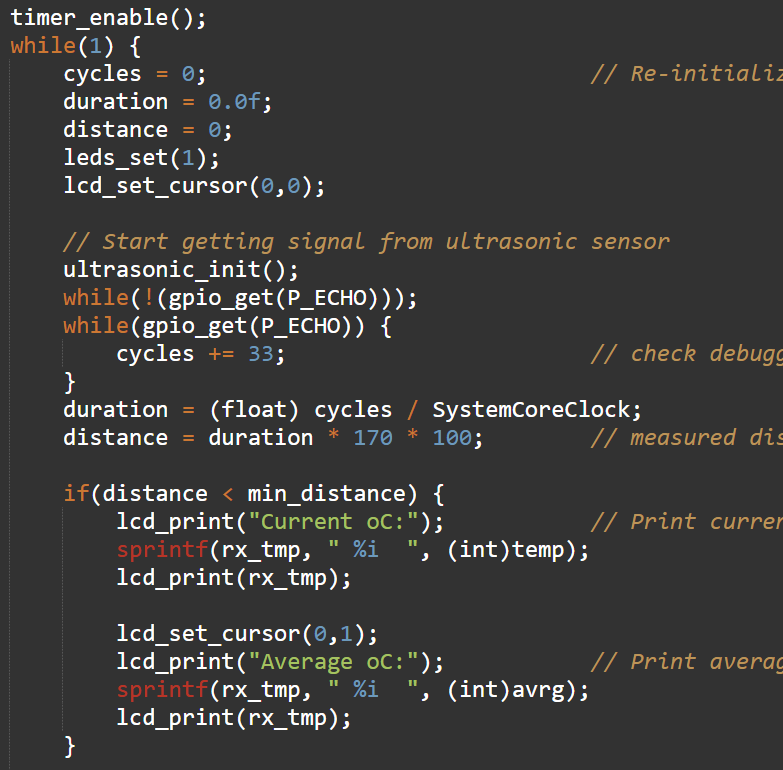 timer_enable();
while(1) {
    cycles = 0;                             // Re-initializ
    duration = 0.0f;
    distance = 0;
    leds_set(1);
    lcd_set_cursor(0,0);

    // Start getting signal from ultrasonic sensor
    ultrasonic_init();
    while(!(gpio_get(P_ECHO)));
    while(gpio_get(P_ECHO)) {
        cycles += 33;                       // check debugg
    }
    duration = (float) cycles / SystemCoreClock;
    distance = duration * 170 * 100;        // measured dis

    if(distance < min_distance) {
        lcd_print("Current oC:");           // Print curren
        sprintf(rx_tmp, " %i  ", (int)temp);
        lcd_print(rx_tmp);

        lcd_set_cursor(0,1);
        lcd_print("Average oC:");           // Print averag
        sprintf(rx_tmp, " %i  ", (int)avrg);
        lcd_print(rx_tmp);
    }